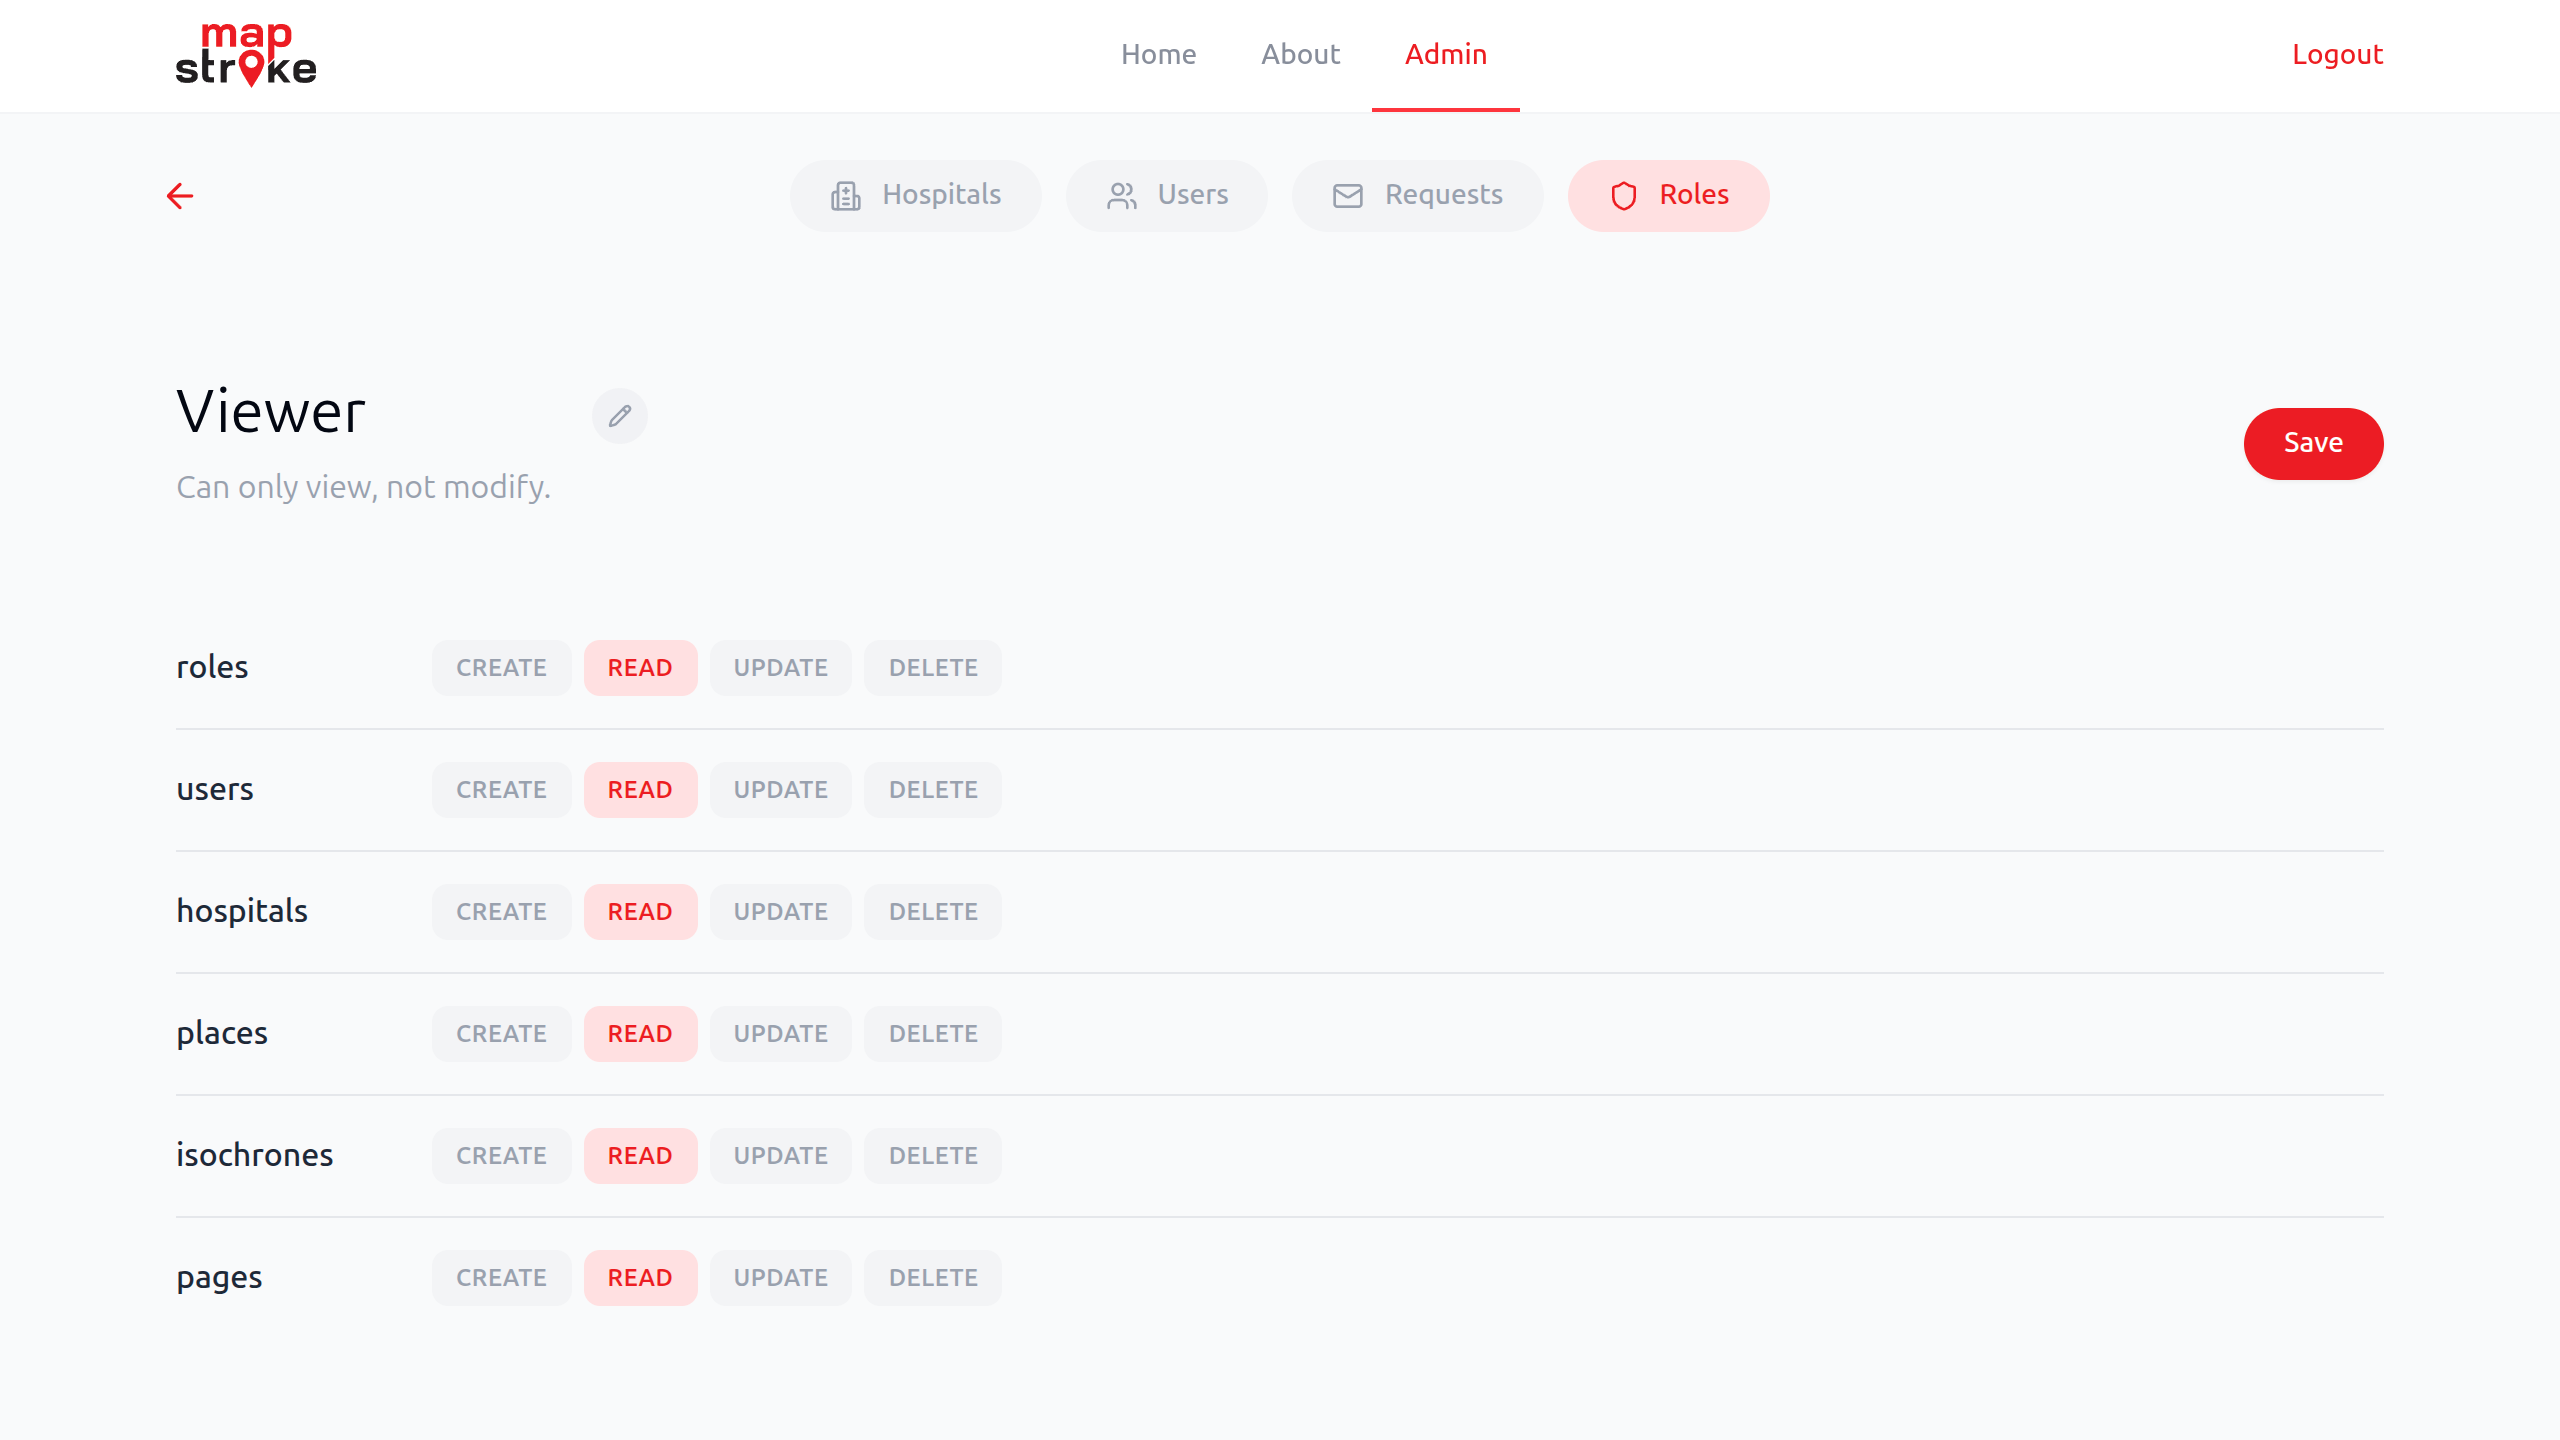 map
stroke
Home About Admin Logout
Hospitals Users Requests Roles
Viewer
Can only view, not modify.
Save
roles CREATE READ UPDATE DELETE
users CREATE READ UPDATE DELETE
hospitals CREATE READ UPDATE DELETE
places CREATE READ UPDATE DELETE
isochrones CREATE READ UPDATE DELETE
pages CREATE READ UPDATE DELETE